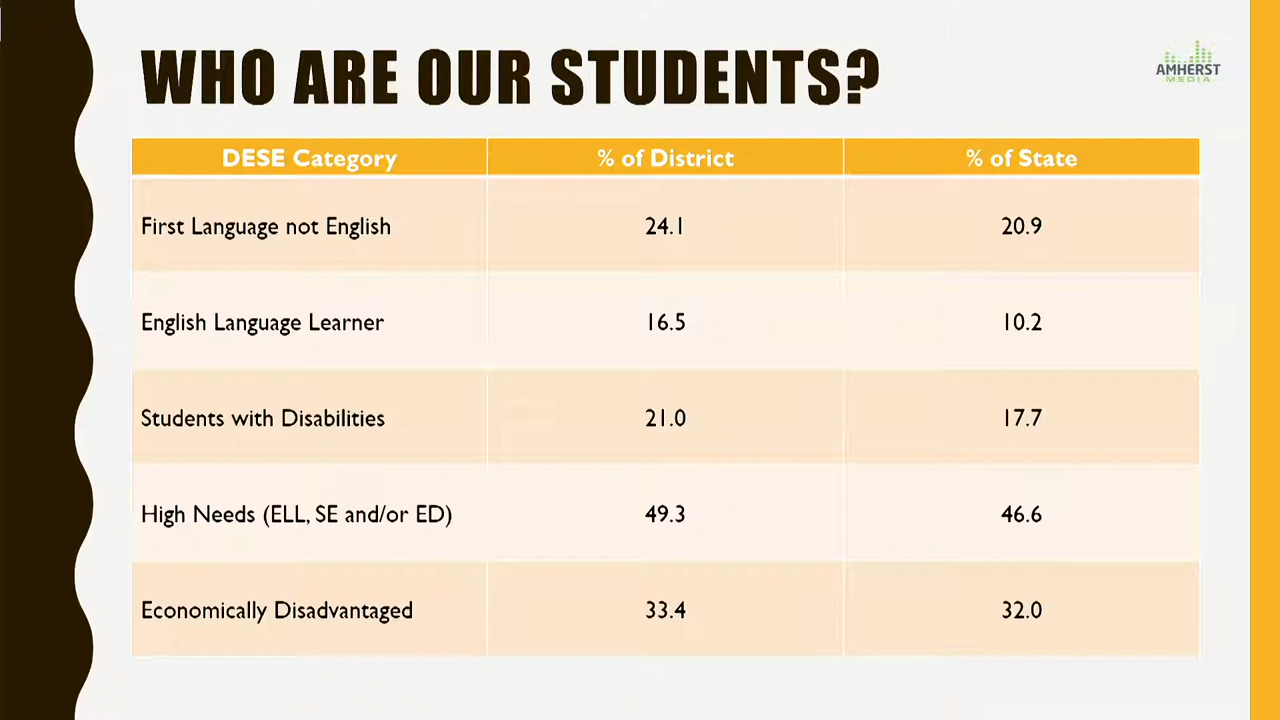 WHO ARE OUR STUDENTS?
AMHERST
MEDIA
DESE Category % of District % of State
First Language not English 24.1 20.9
English Language Learner 16.5 10.2
Students with Disabilities 21.0 17.7
High Needs (ELL, SE and/or ED) 49.3 46.6
Economically Disadvantaged 33.4 32.0